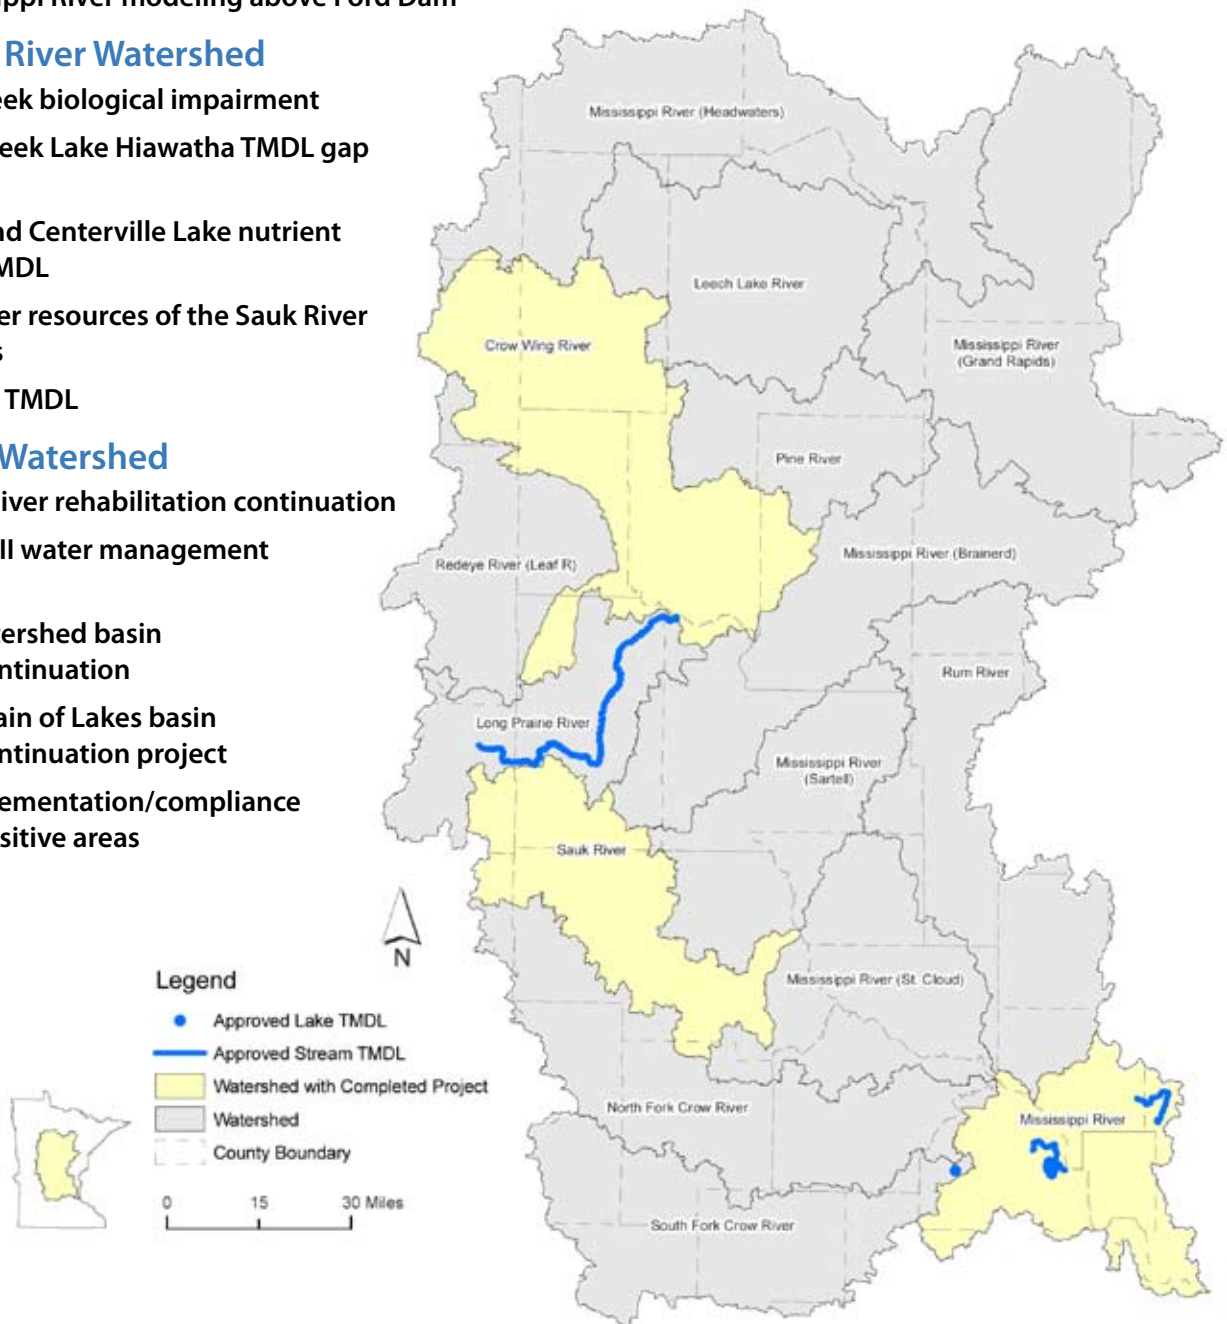 ppi River modeling above Ford Dam
River Watershed
eek biological impairment
reek Lake Hiawatha TMDL gap
nd Centerville Lake nutrient
MDL
er resources of the Sauk River
s
TMDL
Watershed
iver rehabilitation continuation
ll water management
tershed basin
ontinuation
ain of Lakes basin
ontinuation project
ementation/compliance
sitive areas
Mississippi River (Headwaters)
Leech Lake River
Crow Wing River
Mississippi River
(Grand Rapids)
Pine River
Mississippi River (Brainerd)
Redeye River (Leaf R)
Rum River
Long Prairie River
Mississippi River
(Sartell)
Sauk River
Mississippi River (St. Cloud)
North Fork Crow River
Mississippi River
South Fork Crow River
N
Legend
Approved Lake TMDL
Approved Stream TMDL
Watershed with Completed Project
Watershed
County Boundary
0 15 30 Miles